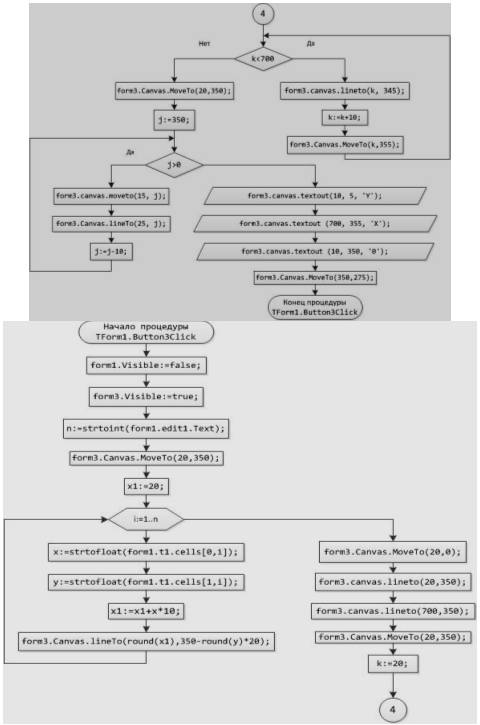 4
Нет
Да
k<700
form3.Canvas.MoveTo(20,350);
form3.canvas.lineto(k, 345);
j:=350;
k:=k+10;
form3.Canvas.MoveTo(k,355);
Да
j>0
form3.canvas.moveto(15, j);
form3.canvas.textout(10, 5, 'Y');
form3.canvas.lineTo(25, j);
form3.canvas.textout (700, 355, 'X');
j:=j-10;
form3.canvas.textout (10, 350, '0');
form3.Canvas.MoveTo(350,275);
Конец процедуры
TForm1.Button3Click
Начало процедуры
TForm1.Button3Click
form1.Visible:=false;
form3.Visible:=true;
n:=strtoint(form1.edit1.Text);
form3.Canvas.MoveTo(20,350);
x1:=20;
i:=1..n
x:=strtofloat(form1.t1.cells[0,i]);
form3.Canvas.MoveTo(20,0);
y:=strtofloat(form1.t1.cells[1,i]);
form3.canvas.lineto(20,350);
x1:=x1+x*10;
form3.canvas.lineto(700,350);
form3.Canvas.lineTo(round(x1),350-round(y)*20);
form3.Canvas.MoveTo(20,350);
k:=20;
4